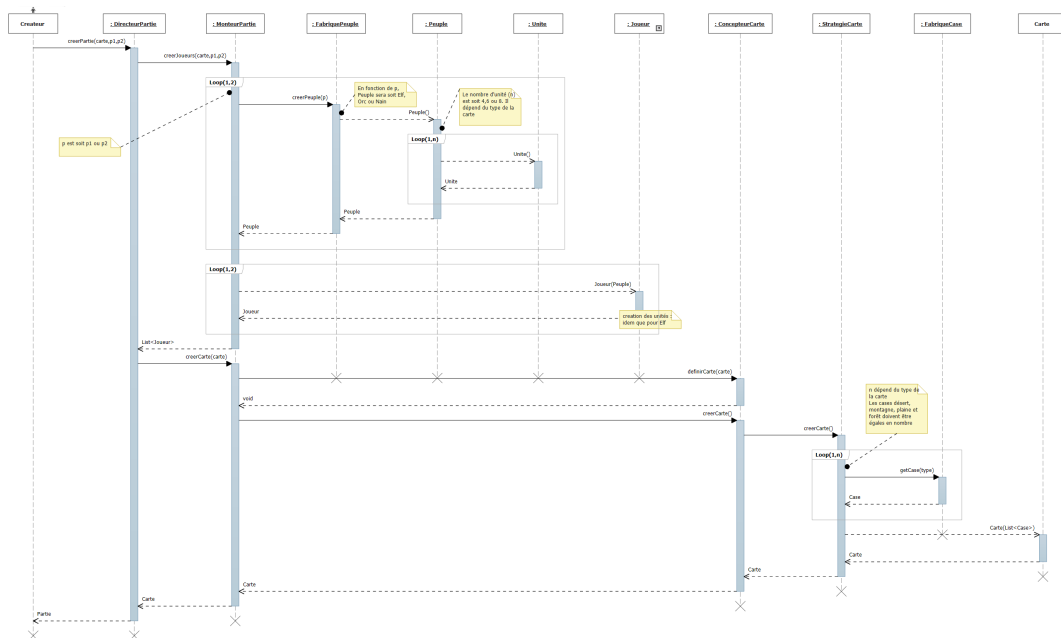 Createur
: DirecteurPartie
: MonteurPartie
: FabriquePeuple
: Peuple
: Unite
: Joueur
: ConcepteurCarte
: StrategieCarte
: FabriqueCase
Carte
creerPartie(carte,p1,p2)
creerJoueurs(carte,p1,p2)
Loop(1,2)
En fonction de p,
Peuple sera soit Elf,
Orc ou Nain
Le nombre d'unité (n)
est soit 4,6 ou 8. Il
dépend du type de la
carte
creerPeuple(p)
Peuple()
p est soit p1 ou p2
Loop(1,n)
Unite()
Unite
Peuple
Peuple
Loop(1,2)
Joueur(Peuple)
Joueur
creation des unités :
idem que pour Elf
List<Joueur>
creerCarte(carte)
definirCarte(carte)
void
n dépend du type de
la carte
Les cases désert,
montagne, plaine et
forêt doivent être
égales en nombre
creerCarte()
creerCarte()
Loop(1,n)
getCase(type)
Case
Carte(List<Case>)
Carte
Carte
Carte
Carte
Partie